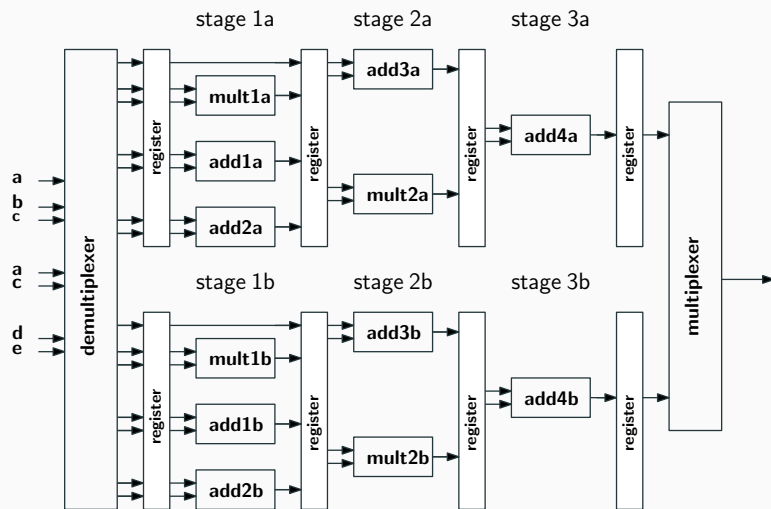 stage 1a
stage 2a
stage 3a
register
mult1a
add1a
add2a
register
add3a
mult2a
register
add4a
register
a
b
c
a
c
d
e
demultiplexer
multiplexer
stage 1b
stage 2b
stage 3b
register
mult1b
add1b
add2b
register
add3b
mult2b
register
add4b
register